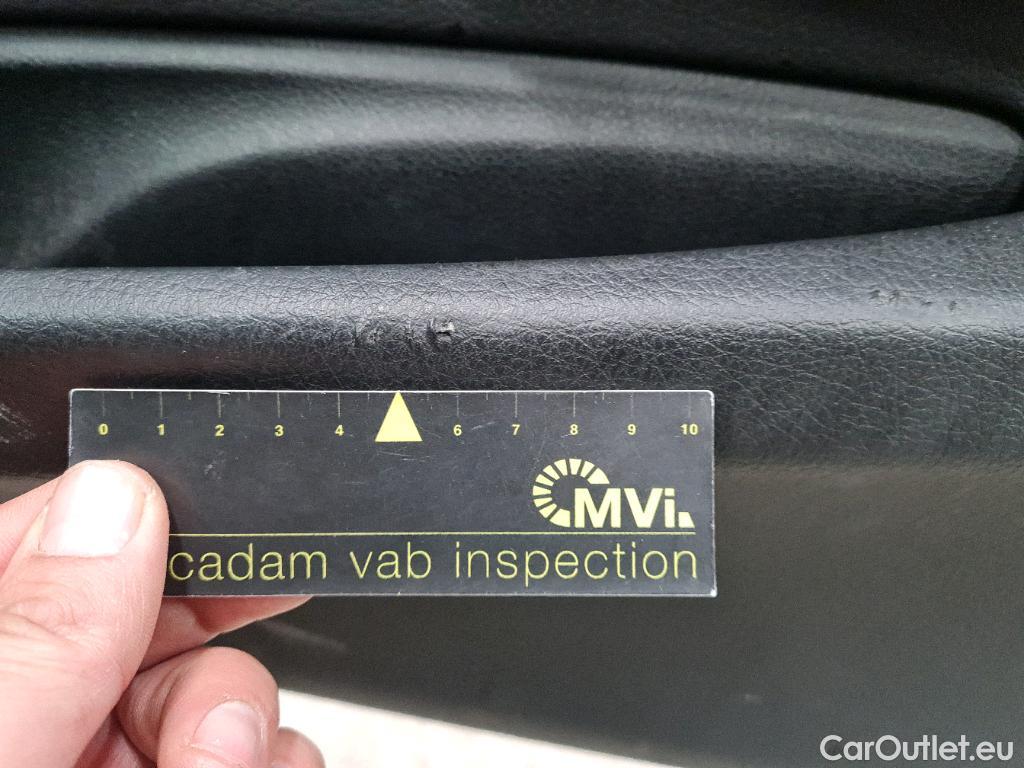 0 1 2 3 4 6 7 8 9 10
MVi
cadam vab inspection
CarOutlet.eu